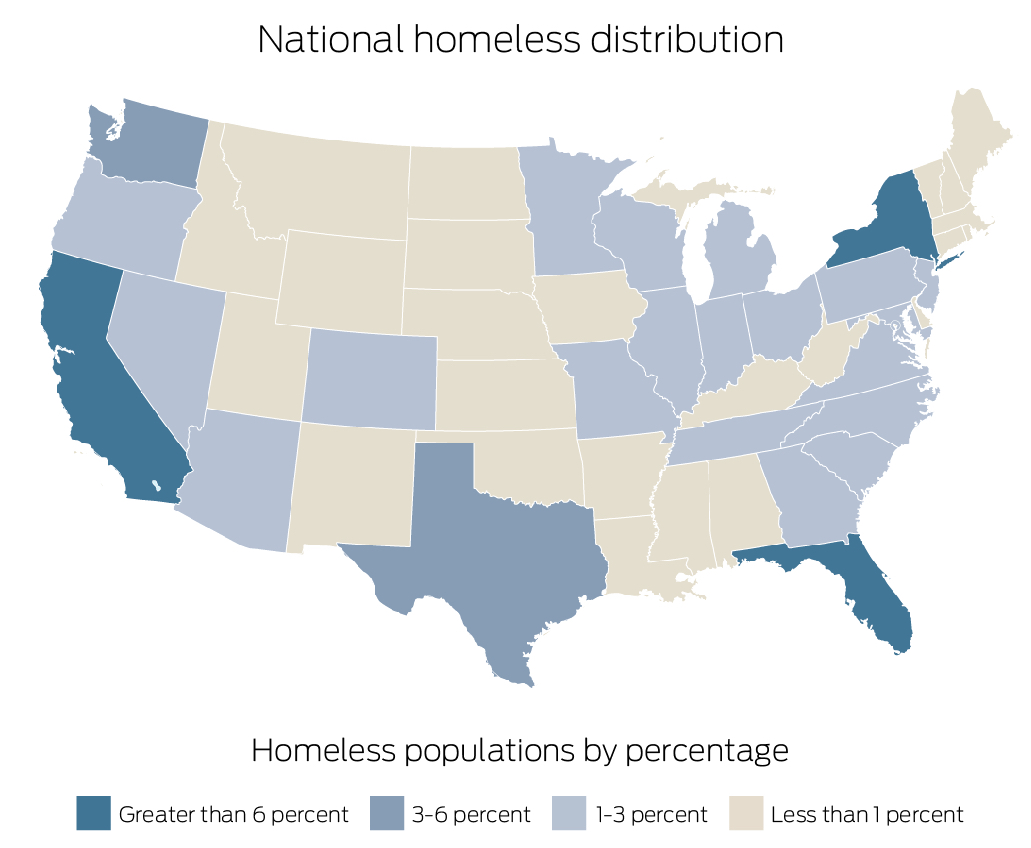 National homeless distribution
Homeless populations by percentage
Greater than 6 percent
3-6 percent
1-3 percent
Less than 1 percent